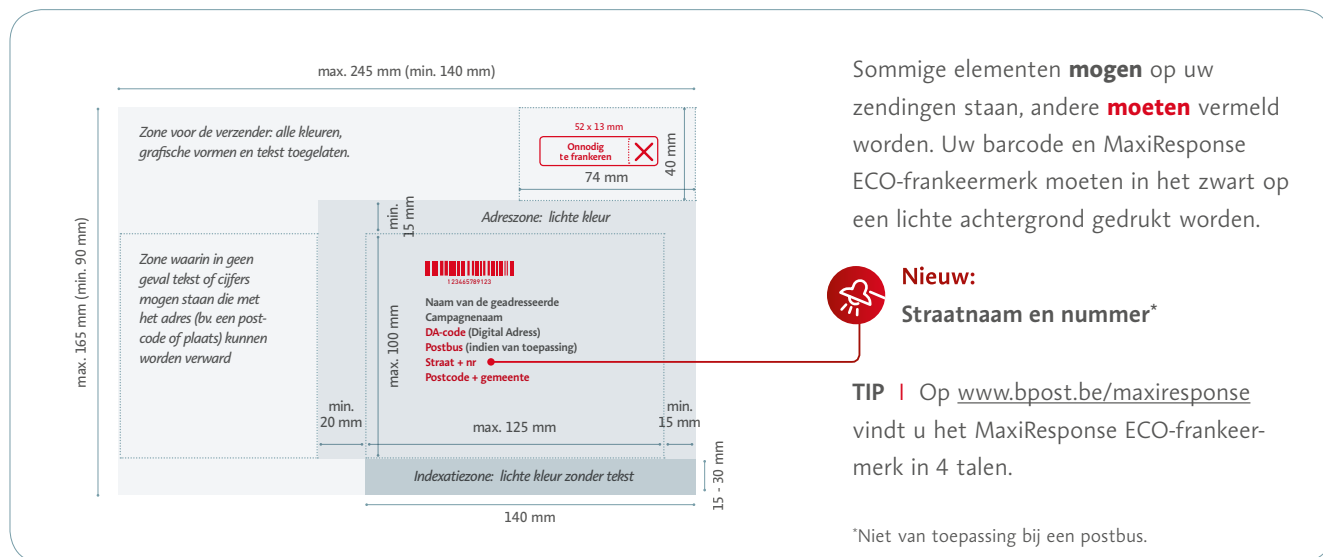 max. 245 mm (min. 140 mm)
max. 165 mm (min. 90 mm)
Zone voor de verzender: alle kleuren,
grafische vormen en tekst toegelaten.
52 x 13 mm
Onnodig
te frankeren
74 mm
40 mm
min.
15 mm
Adreszone: lichte kleur
Zone waarin in geen
geval tekst of cijfers
mogen staan die met
het adres (bv. een post-
code of plaats) kunnen
worden verward
max. 100 mm
123465789123
Naam van de geadresseerde
Campagnenaam
DA-code (Digital Adress)
Postbus (indien van toepassing)
Straat + nr
Postcode + gemeente
min.
20 mm
max. 125 mm
min.
15 mm
Indexatiezone: lichte kleur zonder tekst
15 - 30 mm
140 mm
Sommige elementen mogen op uw
zendingen staan, andere moeten vermeld
worden. Uw barcode en MaxiResponse
ECO-frankeermerk moeten in het zwart op
een lichte achtergrond gedrukt worden.
Nieuw:
Straatnaam en nummer*
TIP | Op www.bpost.be/maxiresponse
vindt u het MaxiResponse ECO-frankeer-
merk in 4 talen.
*Niet van toepassing bij een postbus.